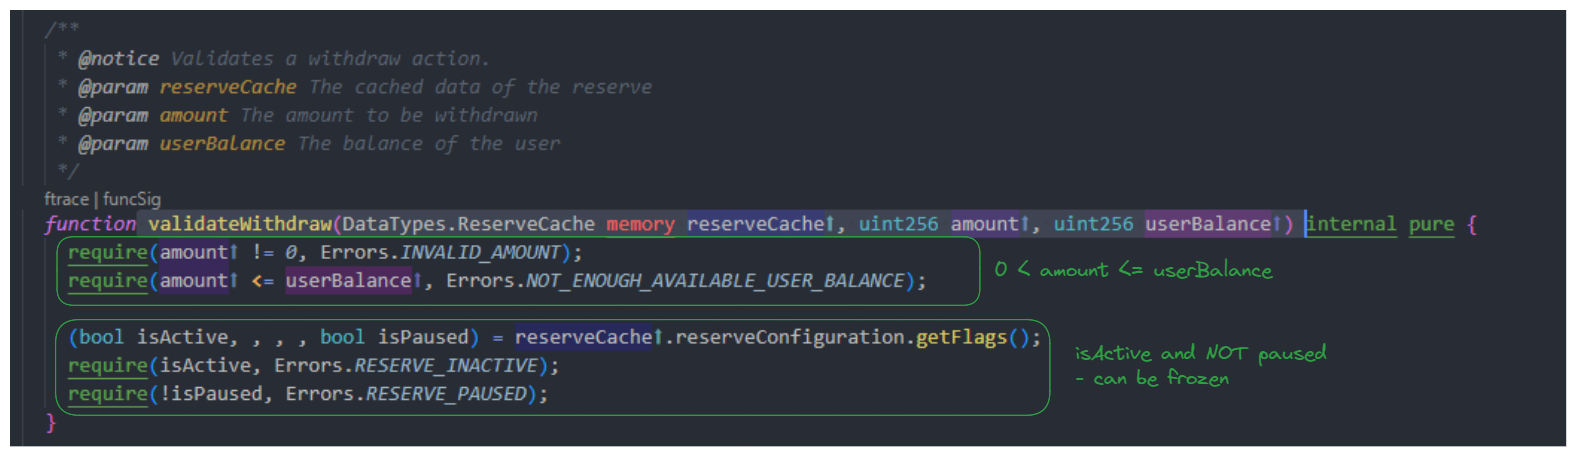 /**
* @notice Validates a withdraw action.
* @param reserveCache The cached data of the reserve
* @param amount The amount to be withdrawn
* @param userBalance The balance of the user
*/
ftrace | funcSig
function validateWithdraw(DataTypes.ReserveCache memory reserveCache⬆, uint256 amount⬆, uint256 userBalance⬆) internal pure {
require(amount⬆ != 0, Errors.INVALID_AMOUNT);
require(amount⬆ <= userBalance⬆, Errors.NOT_ENOUGH_AVAILABLE_USER_BALANCE);
0 < amount <= userBalance
(bool isActive, , , , bool isPaused) = reserveCache⬆.reserveConfiguration.getFlags();
require(isActive, Errors.RESERVE_INACTIVE);
require(!isPaused, Errors.RESERVE_PAUSED);
isActive and NOT paused
- can be frozen
}